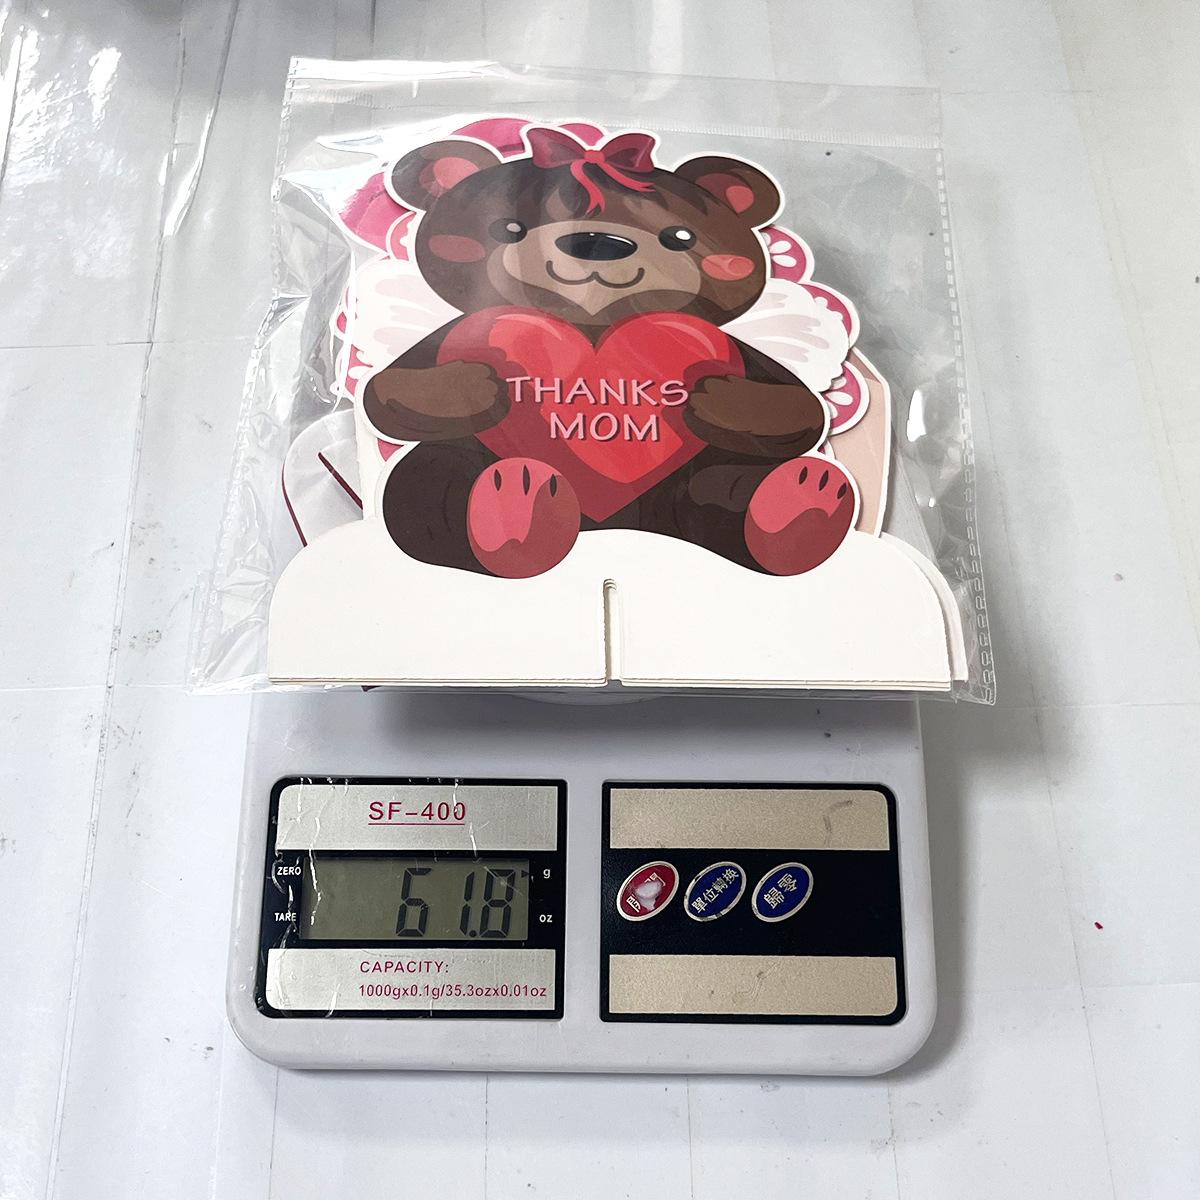 THANKS
MOM
SF-400
ZERO
g
61.8
TARE
oz
CAPACITY:
1000gx0.1g/35.3ozx0.01oz
單位轉換
歸零